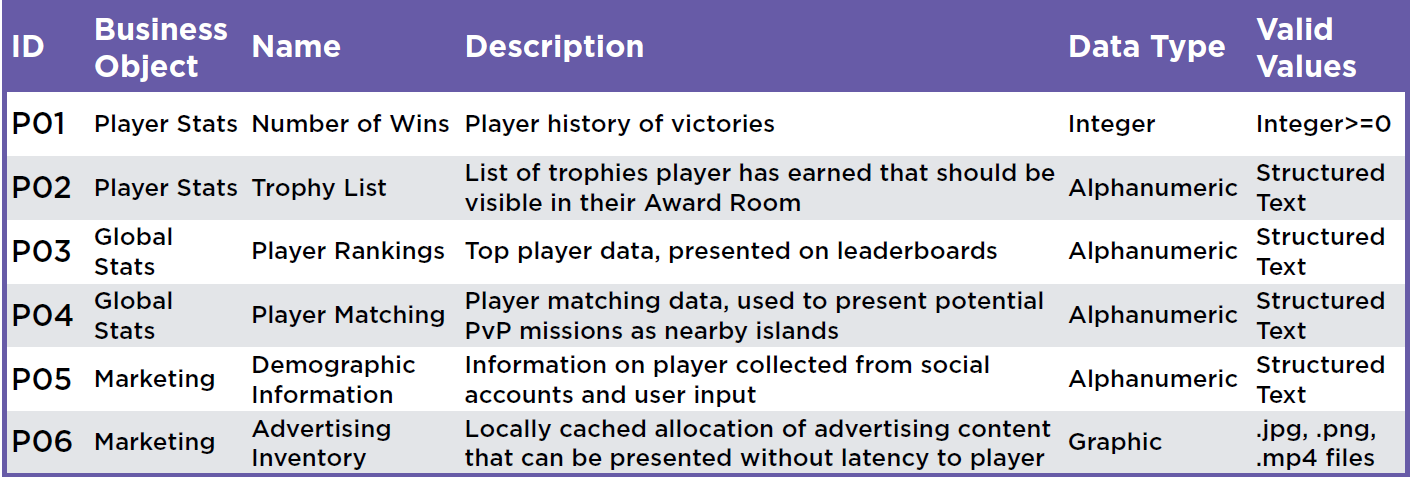 ID Business Object Name Description Data Type Valid Values
P01 Player Stats Number of Wins Player history of victories Integer Integer>=0
P02 Player Stats Trophy List List of trophies player has earned that should be visible in their Award Room Alphanumeric Structured Text
P03 Global Stats Player Rankings Top player data, presented on leaderboards Alphanumeric Structured Text
P04 Global Stats Player Matching Player matching data, used to present potential PvP missions as nearby islands Alphanumeric Structured Text
P05 Marketing Demographic Information Information on player collected from social accounts and user input Alphanumeric Structured Text
P06 Marketing Advertising Inventory Locally cached allocation of advertising content that can be presented without latency to player Graphic .jpg, .png, .mp4 files